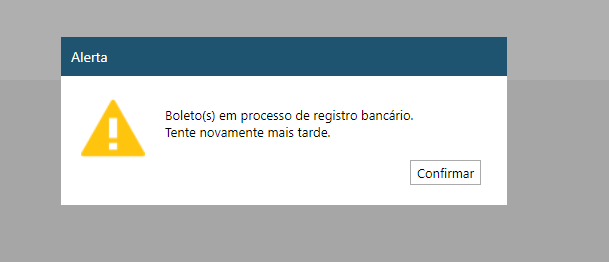 Alerta
Boleto(s) em processo de registro bancário.
Tente novamente mais tarde.
Confirmar